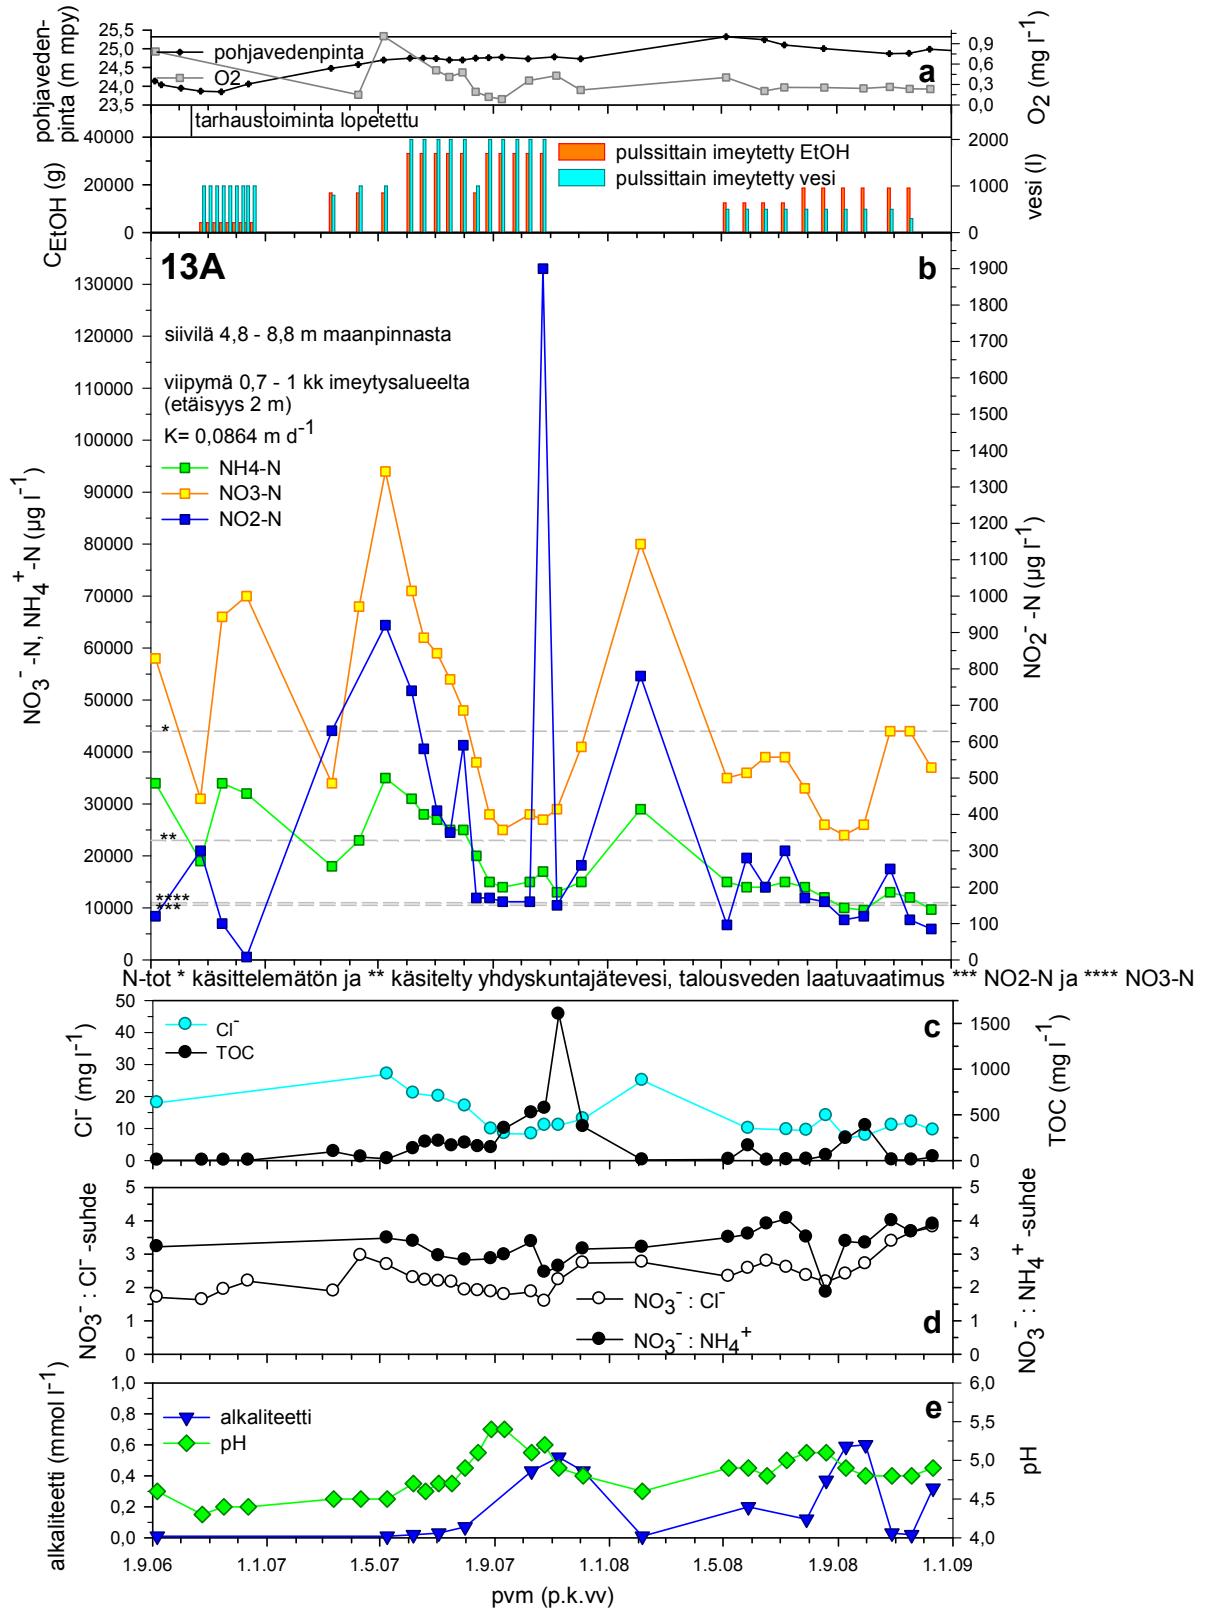 pohjaveden-
pinta (m mpy)
25,5
25,0
24,5
24,0
23,5
pohjavedenpinta
O2
a
0,9
0,6
0,3
0,0
O2 (mg l-1)
tarhaustoiminta lopetettu
CEtOH (g)
40000
20000
0
pulssittain imeytetty EtOH
pulssittain imeytetty vesi
2000
1000
0
vesi (l)
13A
b
siivilä 4,8 - 8,8 m maanpinnasta
viipymä 0,7 - 1 kk imeytysalueelta
(etäisyys 2 m)
K= 0,0864 m d-1
NH4-N
NO3-N
NO2-N
NO3- -N, NH4+ -N (µg l-1)
130000
120000
110000
100000
90000
80000
70000
60000
50000
40000
30000
20000
10000
0
*
**
****
***
1900
1800
1700
1600
1500
1400
1300
1200
1100
1000
900
800
700
600
500
400
300
200
100
0
NO2- -N (µg l-1)
N-tot * käsittelemätön ja ** käsitelty yhdyskuntajätevesi, talousveden laatuvaatimus *** NO2-N ja **** NO3-N
Cl- (mg l-1)
50
40
30
20
10
0
Cl-
TOC
c
1500
1000
500
0
TOC (mg l-1)
NO3- : Cl- -suhde
5
4
3
2
1
0
NO3- : Cl-
NO3- : NH4+
d
5
4
3
2
1
0
NO3- : NH4+ -suhde
alkaliteetti (mmol l-1)
1,0
0,8
0,6
0,4
0,2
0,0
alkaliteetti
pH
e
6,0
5,5
5,0
4,5
4,0
pH
1.9.06
1.1.07
1.5.07
1.9.07
1.1.08
1.5.08
1.9.08
1.1.09
pvm (p.k.vv)